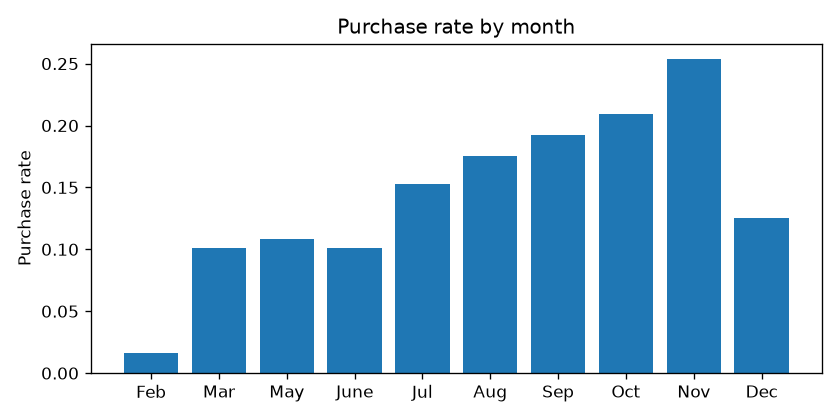 Purchase rate by month
Purchase rate
0.25
0.20
0.15
0.10
0.05
0.00
Feb Mar May June Jul Aug Sep Oct Nov Dec